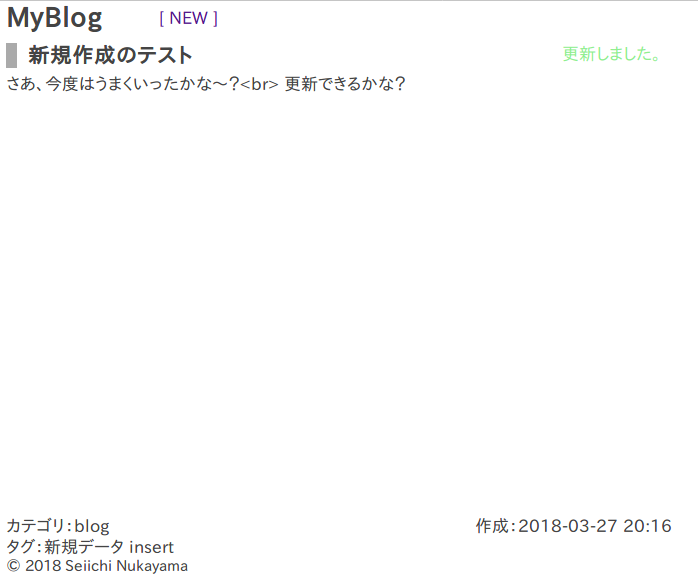 MyBlog [ NEW ]
新規作成のテスト 更新しました。
さあ、今度はうまくいったかな〜?<br> 更新できるかな?
カテゴリ:blog 作成:2018-03-27 20:16
タグ:新規データ insert
© 2018 Seiichi Nukayama